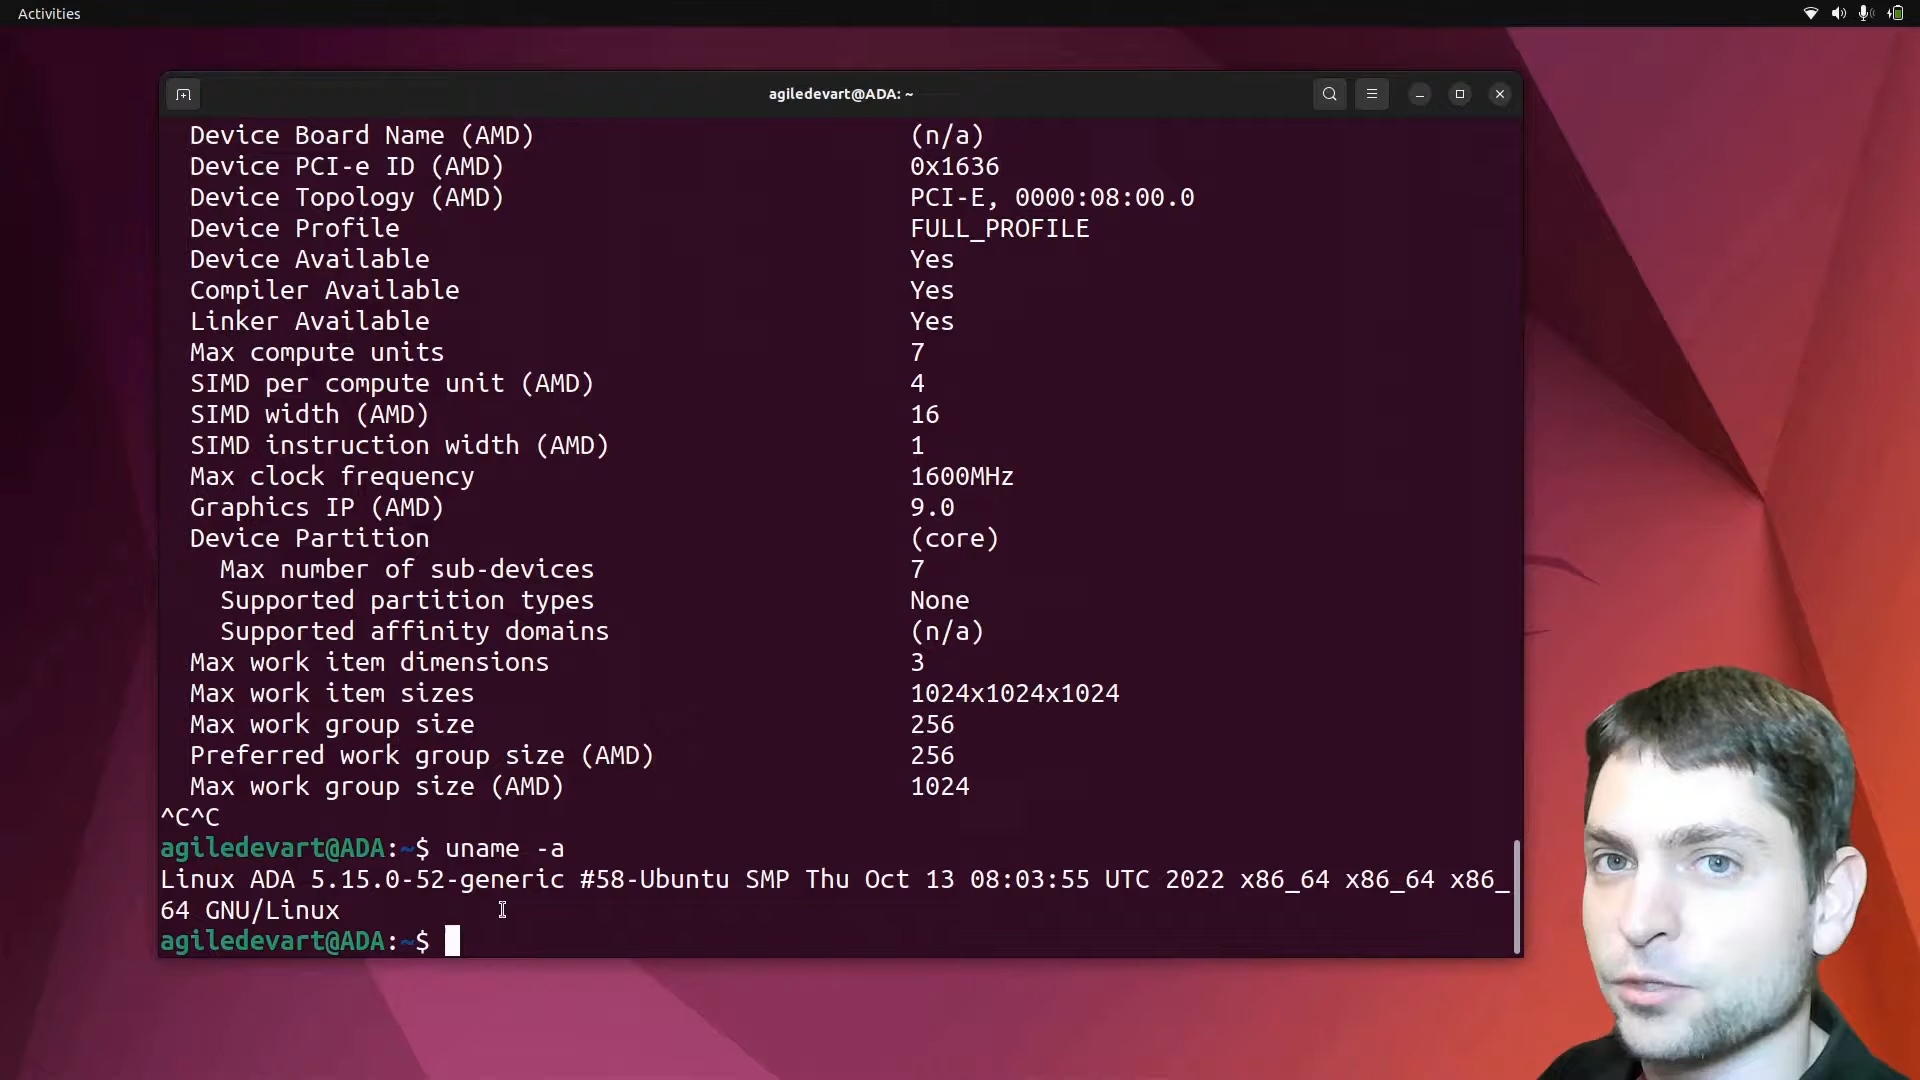 Activities
agiledevart@ADA: ~
Device Board Name (AMD) (n/a)
Device PCI-e ID (AMD) 0x1636
Device Topology (AMD) PCI-E, 0000:08:00.0
Device Profile FULL_PROFILE
Device Available Yes
Compiler Available Yes
Linker Available Yes
Max compute units 7
SIMD per compute unit (AMD) 4
SIMD width (AMD) 16
SIMD instruction width (AMD) 1
Max clock frequency 1600MHz
Graphics IP (AMD) 9.0
Device Partition (core)
Max number of sub-devices 7
Supported partition types None
Supported affinity domains (n/a)
Max work item dimensions 3
Max work item sizes 1024x1024x1024
Max work group size 256
Preferred work group size (AMD) 256
Max work group size (AMD) 1024
^C^C
agiledevart@ADA:~$ uname -a
Linux ADA 5.15.0-52-generic #58-Ubuntu SMP Thu Oct 13 08:03:55 UTC 2022 x86_64 x86_64 x86_
64 GNU/Linux
agiledevart@ADA:~$